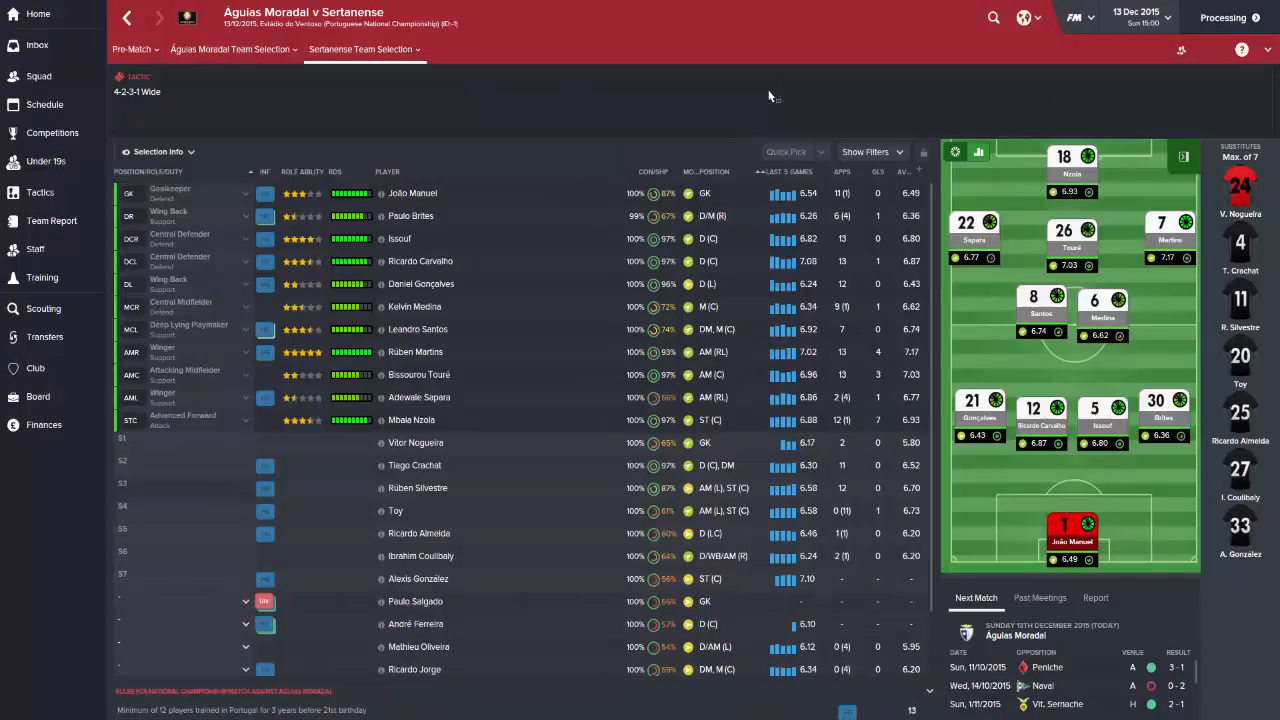 Home
Inbox
Squad
Schedule
Competitions
Under 19s
Tactics
Team Report
Staff
Training
Scouting
Transfers
Club
Board
Finances
Águias Moradal v Sertanense
13/12/2015, Estádio do Ventoso (Portuguese National Championship) (ID:-1)
FM
13 Dec 2015
Sun 15:00
Processing
Pre-Match
Águias Moradal Team Selection
Sertanense Team Selection
?
TACTIC
4-2-3-1 Wide
Selection Info
Quick Pick
Show Filters
POSITION/ROLE/DUTY INF ROLE ABILITY RDS PLAYER CON/SHP MO... POSITION LAST 5 GAMES APPS GLS AV...
GK Goalkeeper Defend João Manuel 100% 87% GK 6.54 11 (1) - 6.49
DR Wing Back Support Paulo Brites 99% 67% D/M (R) 6.26 6 (4) 1 6.36
DCR Central Defender Defend Issouf 100% 97% D (C) 6.82 13 0 6.80
DCL Central Defender Defend Ricardo Carvalho 100% 97% D (C) 7.08 13 1 6.87
DL Wing Back Support Daniel Gonçalves 100% 96% D (L) 6.24 12 0 6.43
MCR Central Midfielder Defend Kelvin Medina 100% 72% M (C) 6.34 9 (1) 1 6.62
MCL Deep Lying Playmaker Support Leandro Santos 100% 74% DM, M (C) 6.92 7 0 6.74
AMR Winger Support Rúben Martins 100% 93% AM (RL) 7.02 13 4 7.17
AMC Attacking Midfielder Support Bissourou Touré 100% 97% AM (C) 6.96 13 3 7.03
AML Winger Support Adewale Sapara 100% 56% AM (RL) 6.86 2 (4) 1 6.77
STC Advanced Forward Attack Mbala Nzola 100% 97% ST (C) 6.88 12 (1) 7 6.93
S1 Vítor Nogueira 100% 65% GK 6.17 2 0 5.80
S2 Tiago Crachat 100% 97% D (C), DM 6.30 11 0 6.52
S3 Rúben Silvestre 100% 87% AM (L), ST (C) 6.58 12 0 6.70
S4 Toy 100% 61% AM (L), ST (C) 6.58 0 (11) 1 6.73
S5 Ricardo Almeida 100% 60% D (LC) 6.46 1 (1) 0 6.20
S6 Ibrahim Coulibaly 100% 64% D/WB/AM (R) 6.24 2 (1) 0 6.20
S7 Alexis González 100% 56% ST (C) 7.10 - - -
- Unv Paulo Salgado 100% 56% GK - - - -
- André Ferreira 100% 57% D (C) 6.10 - - -
- Mathieu Oliveira 100% 54% D/AM (L) 6.12 0 (4) 0 5.95
- Ricardo Jorge 100% 59% DM, M (C) 6.34 0 (4) 0 6.20
RULES FOR NATIONAL CHAMPIONSHIP MATCH AGAINST ÁGUIAS MORADAL
Minimum of 12 players trained in Portugal for 3 years before 21st birthday 13
18
Nzola
6.93
22 26 7
Sapara Touré Martins
6.77 7.03 7.17
8 6
Santos Medina
6.74 6.62
21 12 5 30
Gonçalves Ricardo Carvalho Issouf Brites
6.43 6.87 6.80 6.36
1
João Manuel
6.49
SUBSTITUTES
Max. of 7
24
V. Nogueira
4
T. Crachat
11
R. Silvestre
20
Toy
25
Ricardo Almeida
27
I. Coulibaly
33
A. González
Next Match Past Meetings Report
SUNDAY 13TH DECEMBER 2015 (TODAY)
Águias Moradal
DATE OPPOSITION VENUE RESULT
Sun, 11/10/2015 Peniche A 3 - 1
Wed, 14/10/2015 Naval A 0 - 2
Sun, 1/11/2015 Vit. Sernache H 2 - 1